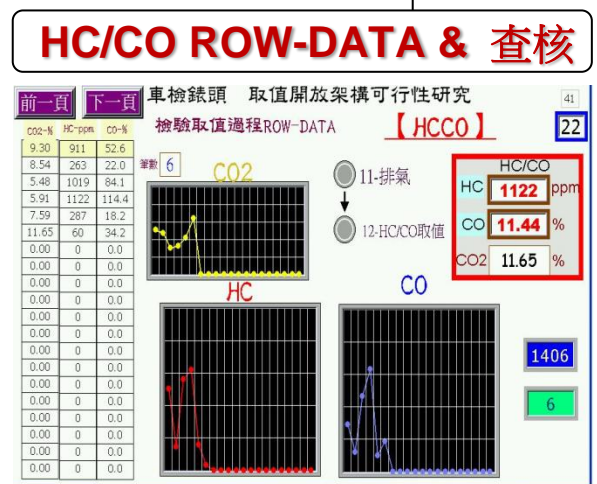 HC/CO ROW-DATA & 查核
前一頁 下一頁 車檢錶頭 取值開放架構可行性研究 41
檢驗取值過程ROW-DATA 【HCCO】 22
CO2-% HC-ppm CO-%
9.30 911 52.6
8.54 263 22.0
5.48 1019 84.1
5.91 1122 114.4
7.59 287 18.2
11.65 60 34.2
0.00 0 0.0
0.00 0 0.0
0.00 0 0.0
0.00 0 0.0
0.00 0 0.0
0.00 0 0.0
0.00 0 0.0
0.00 0 0.0
0.00 0 0.0
0.00 0 0.0
0.00 0 0.0
0.00 0 0.0
0.00 0 0.0
0.00 0 0.0
筆數 6
CO2
11-排氣
12-HC/CO取值
HC/CO
HC 1122 ppm
CO 11.44 %
CO2 11.65 %
HC
CO
1406
6